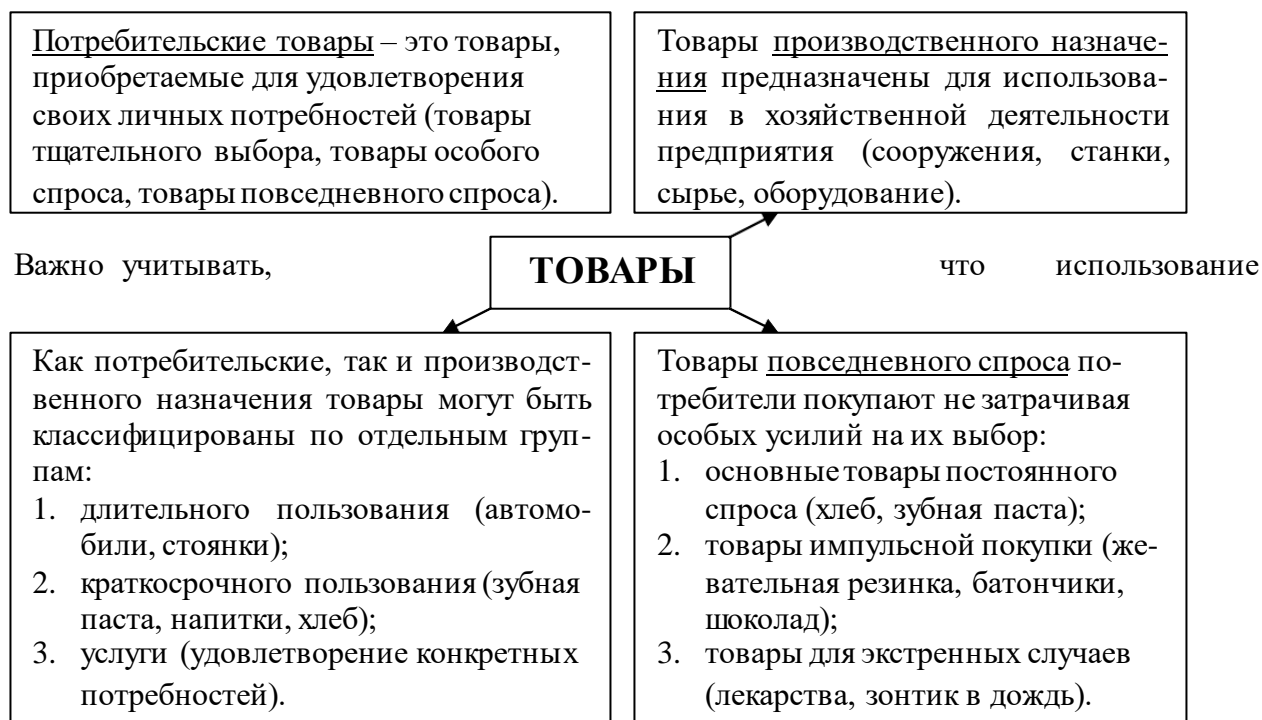 Потребительские товары – это товары,
приобретаемые для удовлетворения
своих личных потребностей (товары
тщательного выбора, товары особого
спроса, товары повседневного спроса).
Товары производственного назначе-
ния предназначены для использова-
ния в хозяйственной деятельности
предприятия (сооружения, станки,
сырье, оборудование).
Важно учитывать,
ТОВАРЫ
что использование
Как потребительские, так и производст-
венного назначения товары могут быть
классифицированы по отдельным груп-
пам:
1. длительного пользования (автомо-
били, стоянки);
2. краткосрочного пользования (зубная
паста, напитки, хлеб);
3. услуги (удовлетворение конкретных
потребностей).
Товары повседневного спроса по-
требители покупают не затрачивая
особых усилий на их выбор:
1. основные товары постоянного
спроса (хлеб, зубная паста);
2. товары импульсной покупки (же-
вательная резинка, батончики,
шоколад);
3. товары для экстренных случаев
(лекарства, зонтик в дождь).